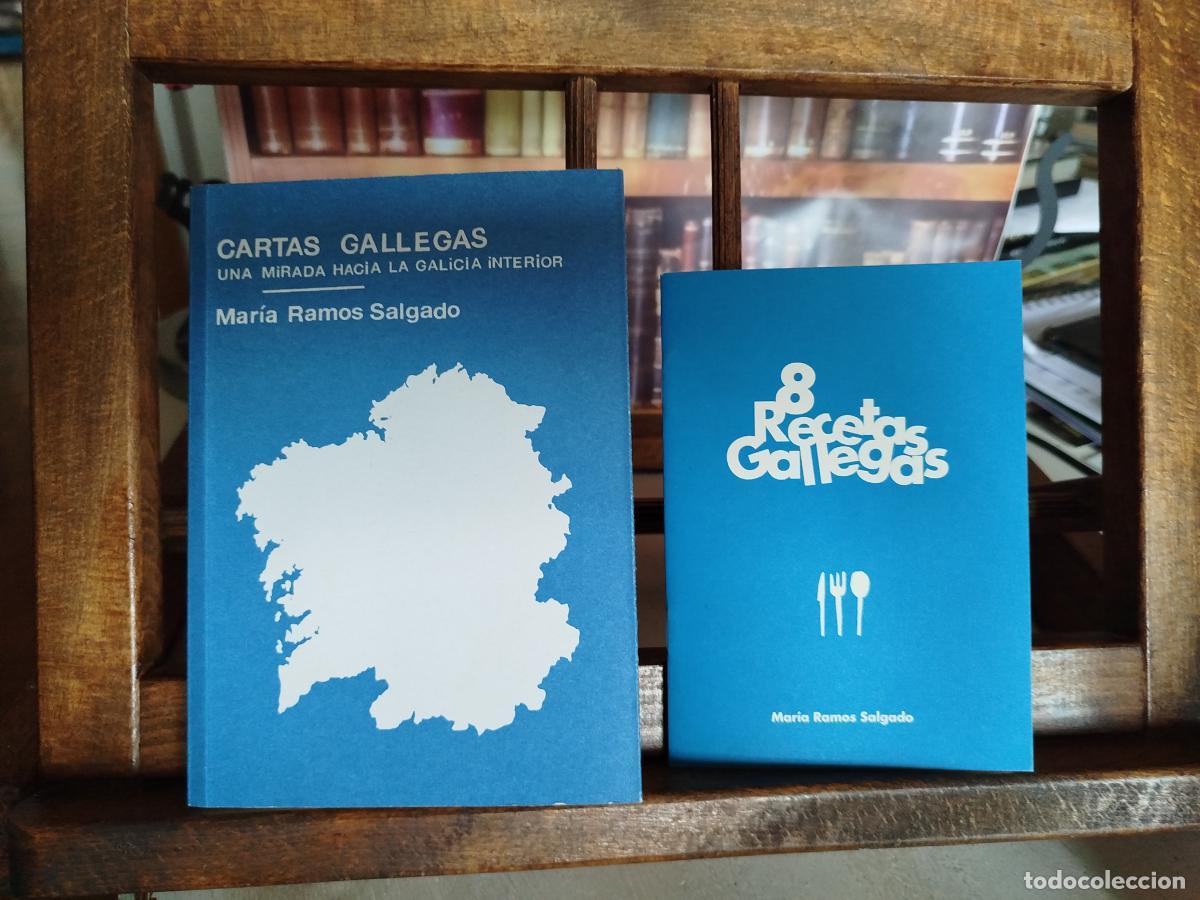 CARTAS GALLEGAS
UNA MiRADA HACiA LA GALiCiA iNTERiOR
María Ramos Salgado
8
Recetas
Gallegas
María Ramos Salgado
todocoleccion